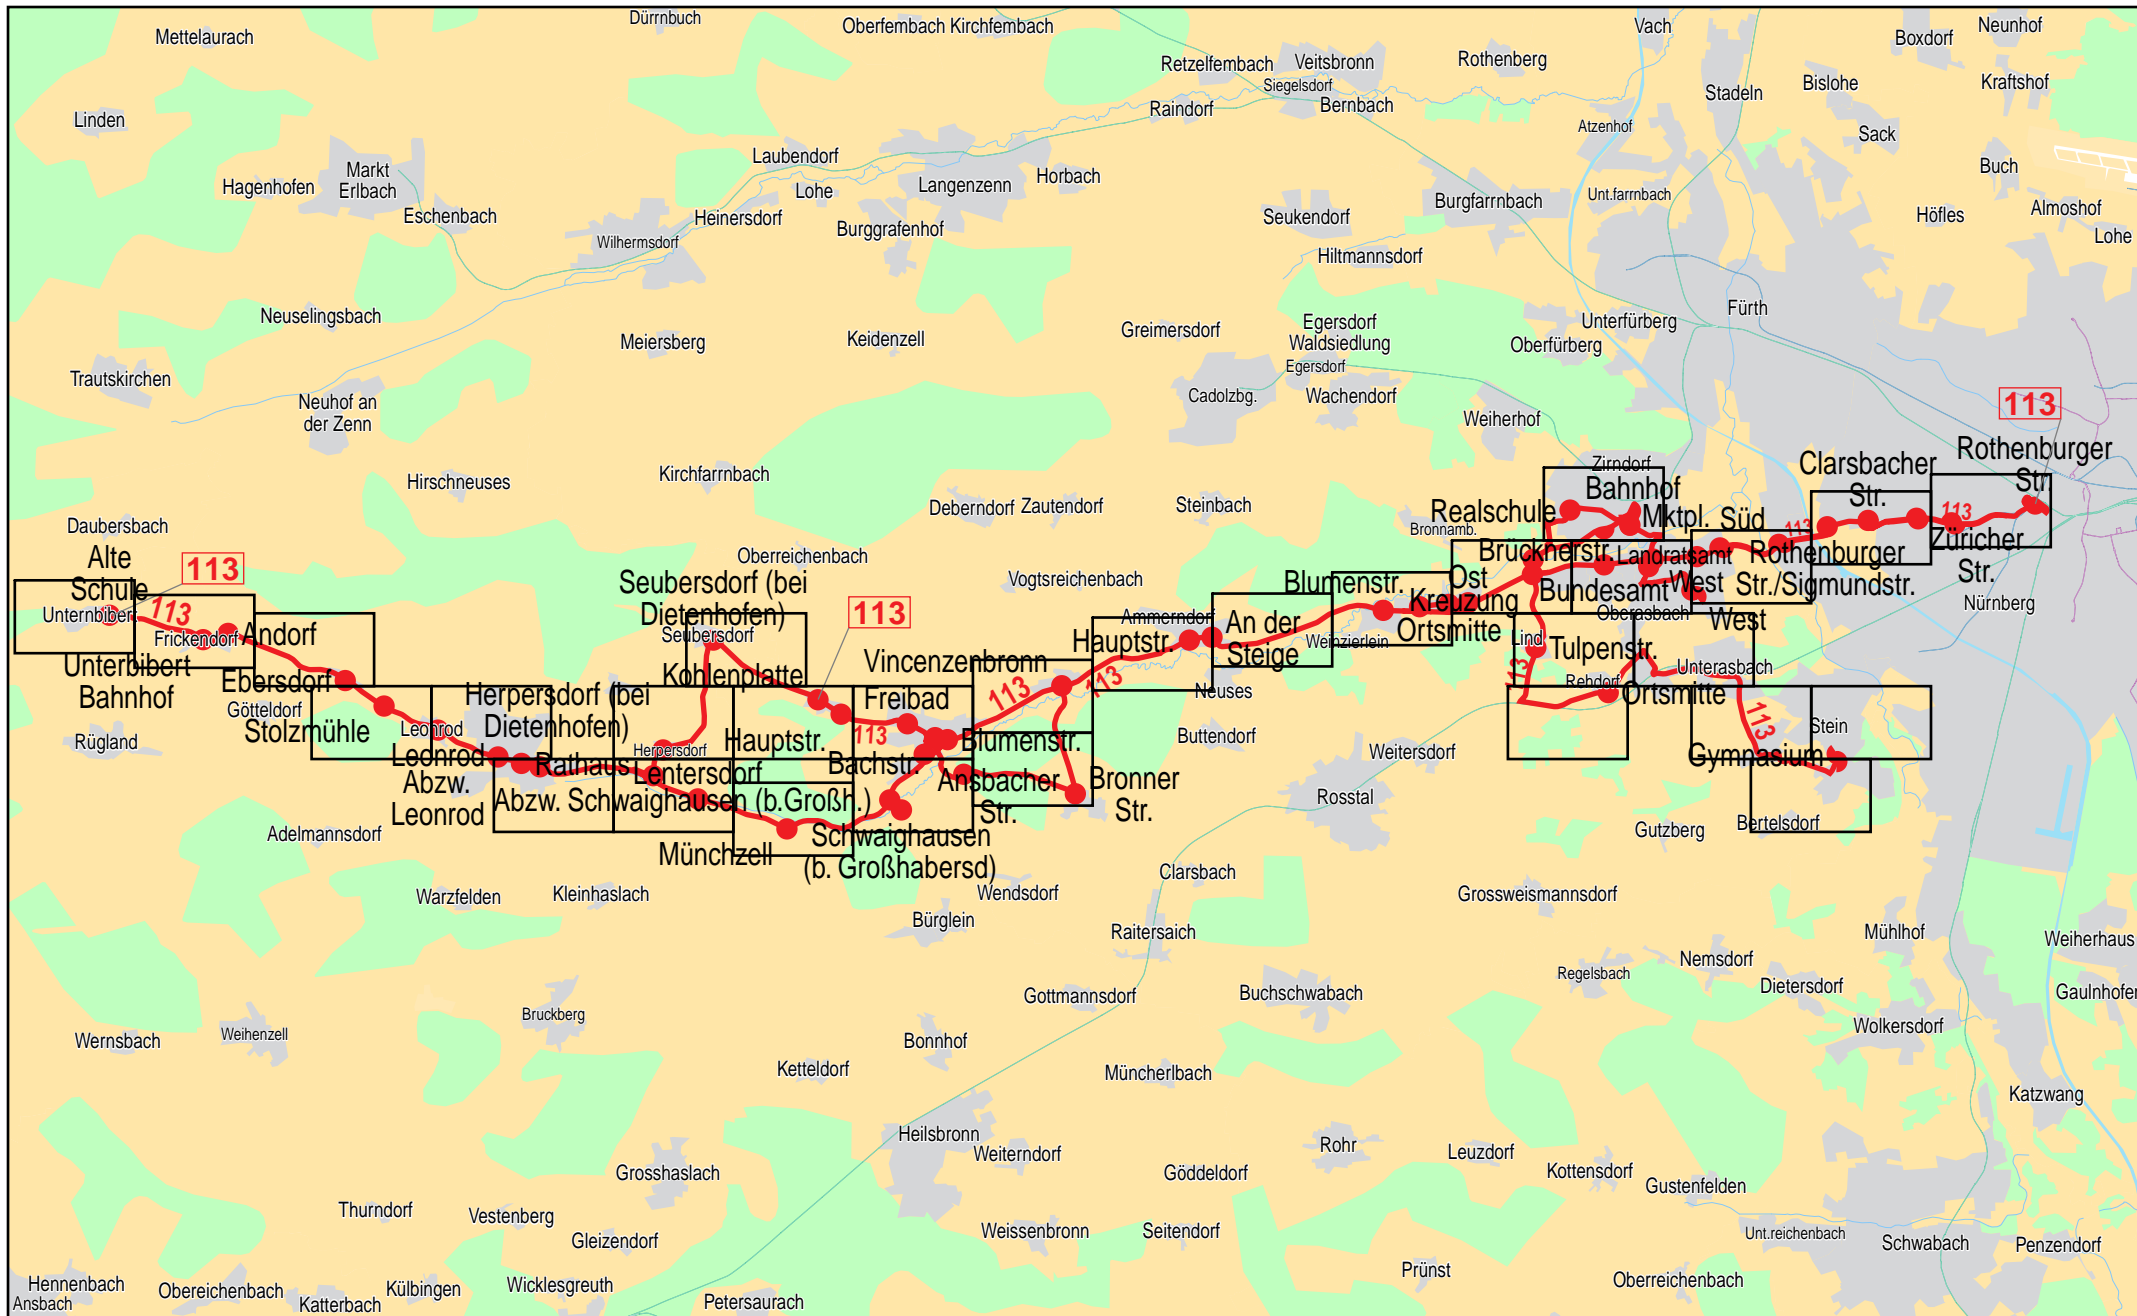 Mettelaurach
Dürrnbuch
Oberfembach Kirchfembach
Vach
Boxdorf
Neunhof
Retzelfembach
Veitsbronn
Rothenberg
Siegelsdorf
Bernbach
Raindorf
Stadeln
Bislohe
Kraftshof
Linden
Atzenhof
Sack
Markt
Erlbach
Hagenhofen
Eschenbach
Laubendorf
Lohe
Langenzenn
Horbach
Heinersdorf
Burggrafenhof
Wilhermsdorf
Seukendorf
Hiltmannsdorf
Burgfarrnbach
Unt.farrnbach
Buch
Höfles
Almoshof
Lohe
Neuselingsbach
Meiersberg
Keidenzell
Greimersdorf
Egersdorf
Waldsiedlung
Egersdorf
Unterfürberg
Oberfürberg
Fürth
Trautskirchen
Neuhof an
der Zenn
Cadolzbg.
Wachendorf
Weiherhof
113
Hirschneuses
Kirchfarrnbach
Deberndorf
Zautendorf
Steinbach
Bronnamb.
Zirndorf
Bahnhof
Realschule
Mktpl.
Süd
Clarsbacher
Str.
Rothenburger
Str.
113
113
Daubersbach
Alte
Schule
113
Unternbibert
113
Frickendorf
Andorf
Unterbibert
Bahnhof
Ebersdorf
Götteldorf
Stolzmühle
Rügland
Oberreichenbach
Seubersdorf (bei
Dietenhofen)
Seubersdorf
113
Kohlenplatte
Vincenzenbronn
Vogtsreichenbach
Ammerndorf
Hauptstr.
An der
Steige
Blumenstr.
Weinzierlein
Ost
Kreuzung
Ortsmitte
Brücknerstr.
Bundesamt
Landratsamt
West
Rothenburger
Str./Sigmundstr.
Züricher
Str.
Nürnberg
Oberasbach
West
Lind
Tulpenstr.
Unterasbach
Rehdorf
Ortsmitte
113
113
Stein
Gymnasium
Bertelsdorf
Gutzberg
Leonrod
Leonrod
Abzw.
Leonrod
Herpersdorf (bei
Dietenhofen)
Herpersdorf
Rathaus
Lentersdorf
Abzw. Schwaighausen (b.Großh.)
Hauptstr.
Freibad
113
113
113
Bachstr.
Blumenstr.
Ansbacher
Str.
Bronner
Str.
Neuses
Buttendorf
Weitersdorf
Rosstal
Münchzell
Schwaighausen
(b. Großhabersd)
Adelmannsdorf
Warzfelden
Kleinhaslach
Bürglein
Wendsdorf
Clarsbach
Raitersaich
Grossweismannsdorf
Mühlhof
Weiherhaus
Regelsbach
Nemsdorf
Dietersdorf
Gaulnhofen
Wolkersdorf
Gottmannsdorf
Buchschwabach
Wernsbach
Weihenzell
Bruckberg
Bonnhof
Ketteldorf
Müncherlbach
Katzwang
Heilsbronn
Weiterndorf
Rohr
Leuzdorf
Göddeldorf
Kottensdorf
Gustenfelden
Grosshaslach
Thurndorf
Vestenberg
Gleizendorf
Weissenbronn
Seitendorf
Unt.reichenbach
Schwabach
Penzendorf
Prünst
Oberreichenbach
Hennenbach
Ansbach
Obereichenbach
Katterbach
Külbingen
Wicklesgreuth
Petersaurach